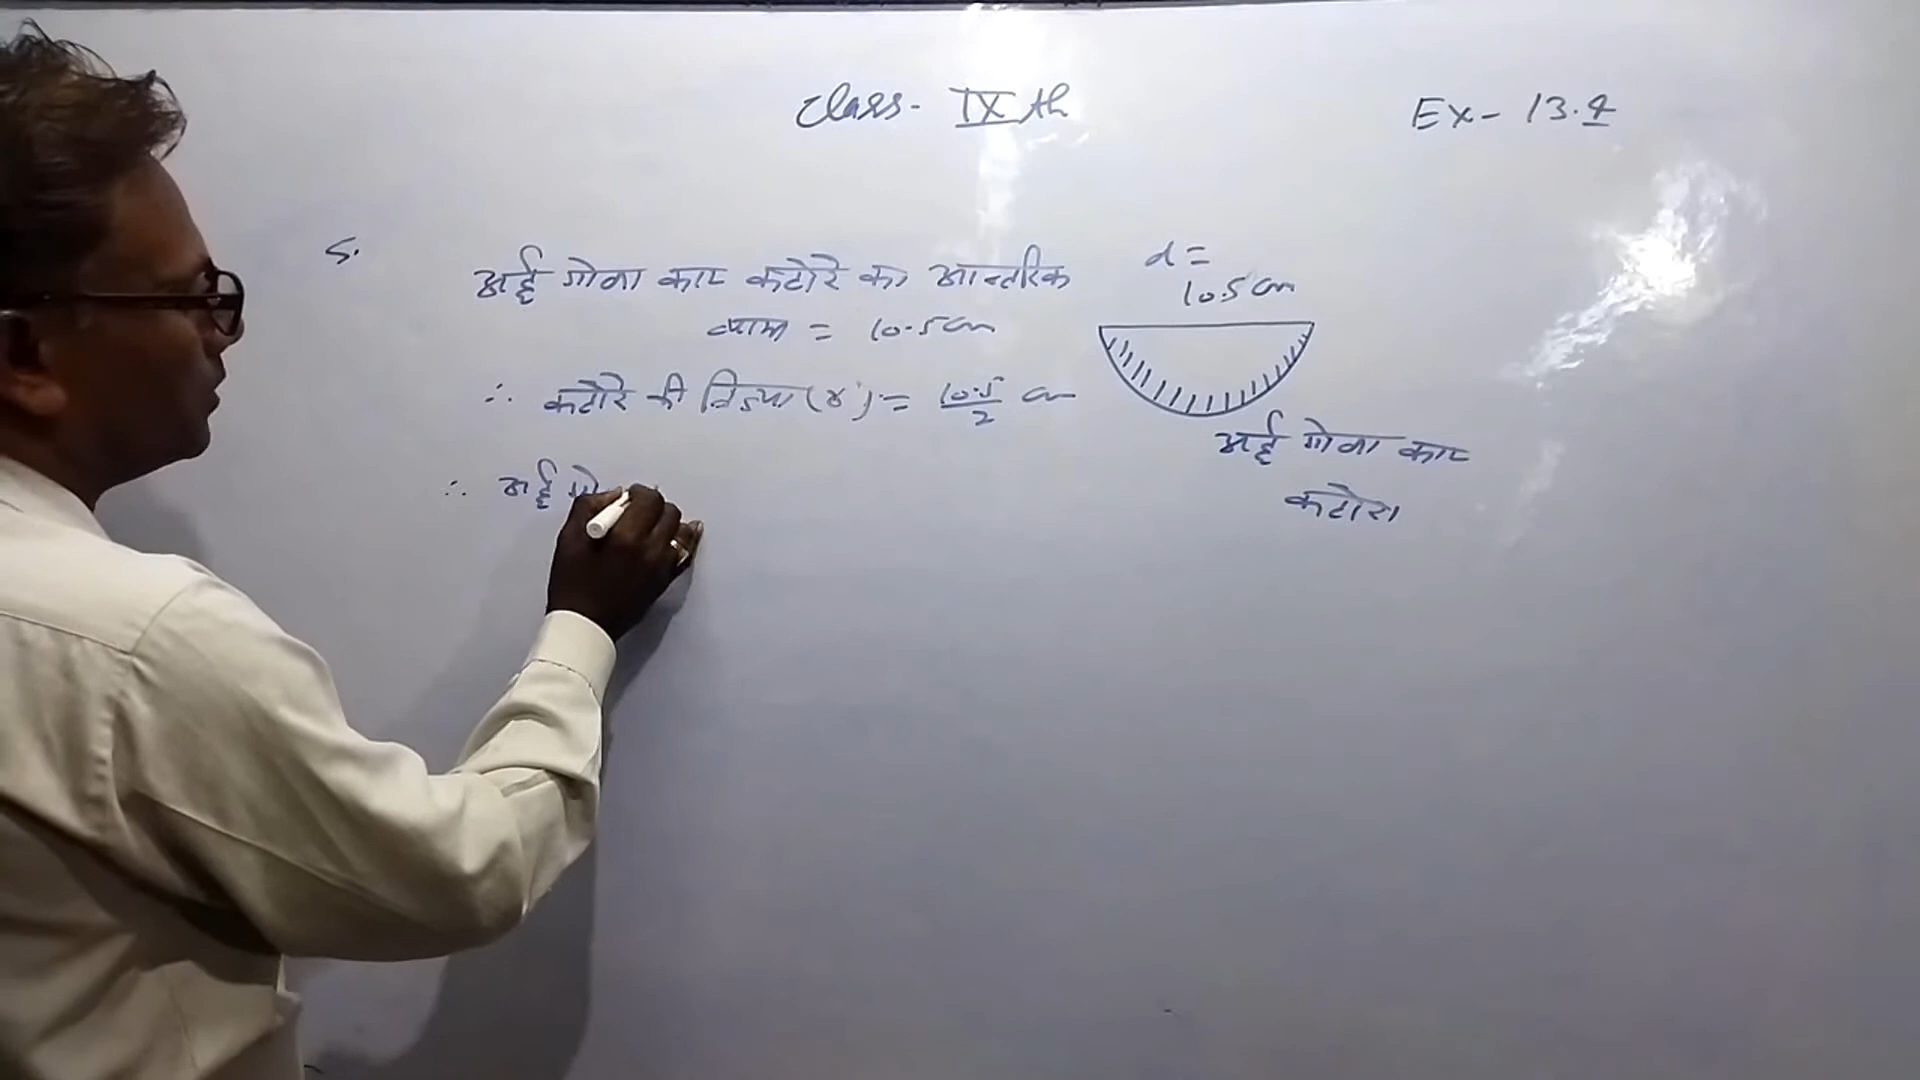 Class- IX th
Ex- 13.4
5.
अर्द्ध गोला कार कटोरे का आन्तरिक
व्यास = 10.5 cm
∴ कटोरे की त्रिज्या (r) = 10.5/2 cm
∴ अर्द्ध गो
d =
10.5 cm
अर्द्ध गोला कार
कटोरा